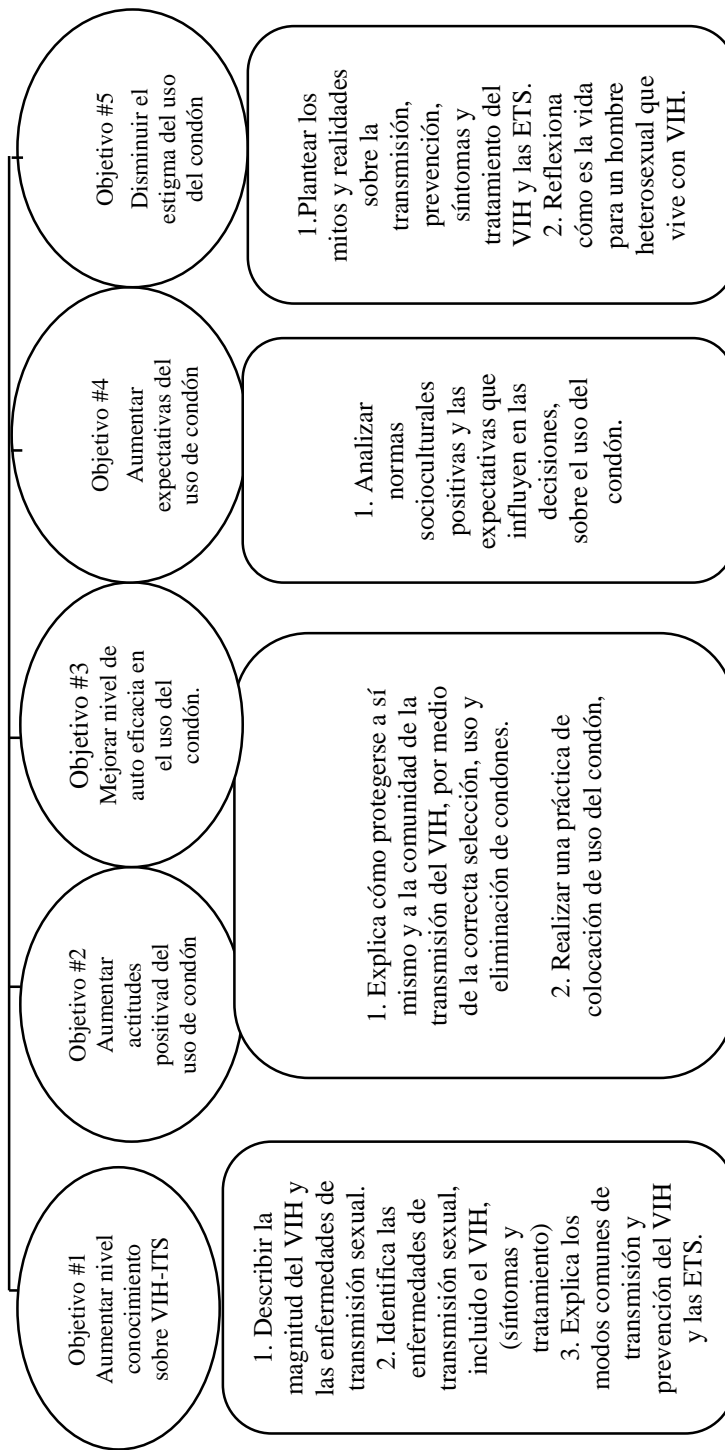 Objetivo #1
Aumentar nivel
conocimiento
sobre VIH-ITS
1. Describir la
magnitud del VIH y
las enfermedades de
transmisión sexual.
2. Identifica las
enfermedades de
transmisión sexual,
incluido el VIH,
(síntomas y
tratamiento)
3. Explica los
modos comunes de
transmisión y
prevención del VIH
y las ETS.
Objetivo #2
Aumentar
actitudes
positivad del
uso de condón
Objetivo #3
Mejorar nivel de
auto eficacia en
el uso del
condón.
1. Explica cómo protegerse a sí
mismo y a la comunidad de la
transmisión del VIH, por medio
de la correcta selección, uso y
eliminación de condones.
2. Realizar una práctica de
colocación de uso del condón,
Objetivo #4
Aumentar
expectativas del
uso de condón
1. Analizar
normas
socioculturales
positivas y las
expectativas que
influyen en las
decisiones,
sobre el uso del
condón.
Objetivo #5
Disminuir el
estigma del uso
del condón
1.Plantear los
mitos y realidades
sobre la
transmisión,
prevención,
síntomas y
tratamiento del
VIH y las ETS.
2. Reflexiona
cómo es la vida
para un hombre
heterosexual que
vive con VIH.